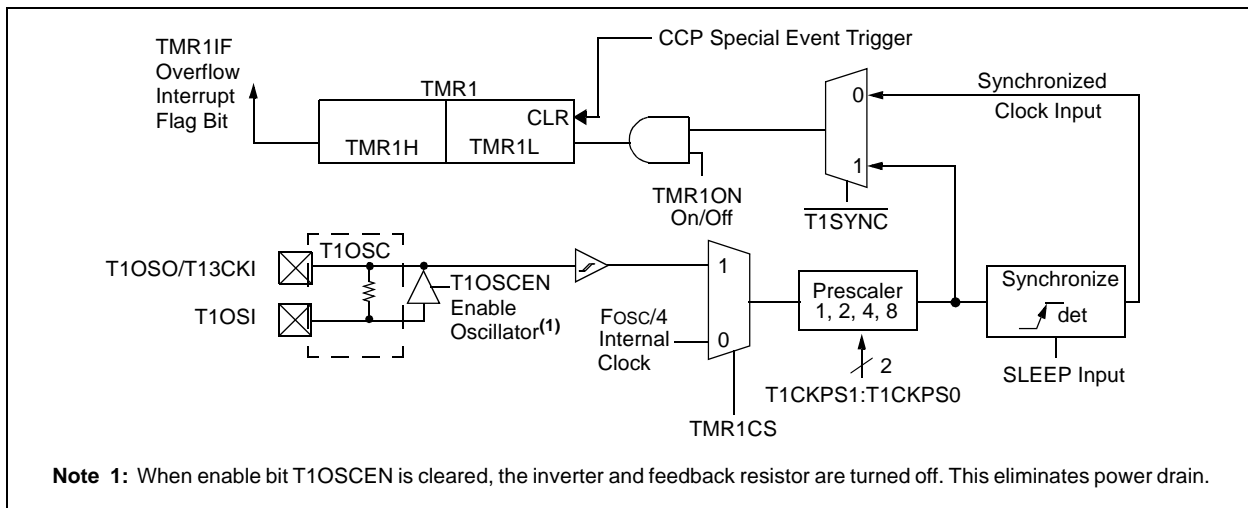 CCP Special Event Trigger
TMR1IF
Overflow
Interrupt
Flag Bit
TMR1
CLR
TMR1H
TMR1L
TMR1ON
On/Off
0
1
T1SYNC
Synchronized
Clock Input
T1OSC
T1OSO/T13CKI
T1OSI
T1OSCEN
Enable
Oscillator(1)
FOSC/4
Internal
Clock
1
0
TMR1CS
Prescaler
1, 2, 4, 8
2
T1CKPS1:T1CKPS0
Synchronize
det
SLEEP Input
Note 1: When enable bit T1OSCEN is cleared, the inverter and feedback resistor are turned off. This eliminates power drain.